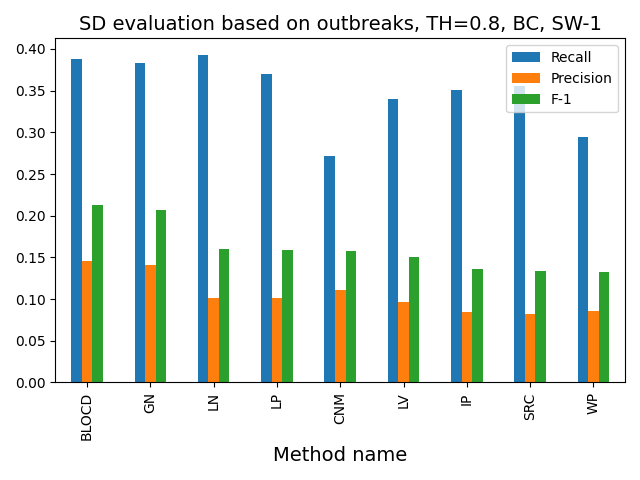 SD evaluation based on outbreaks, TH=0.8, BC, SW-1
Recall
Precision
F-1
0.40
0.35
0.30
0.25
0.20
0.15
0.10
0.05
0.00
BLOCD
GN
LN
LP
CNM
LV
IP
SRC
WP
Method name